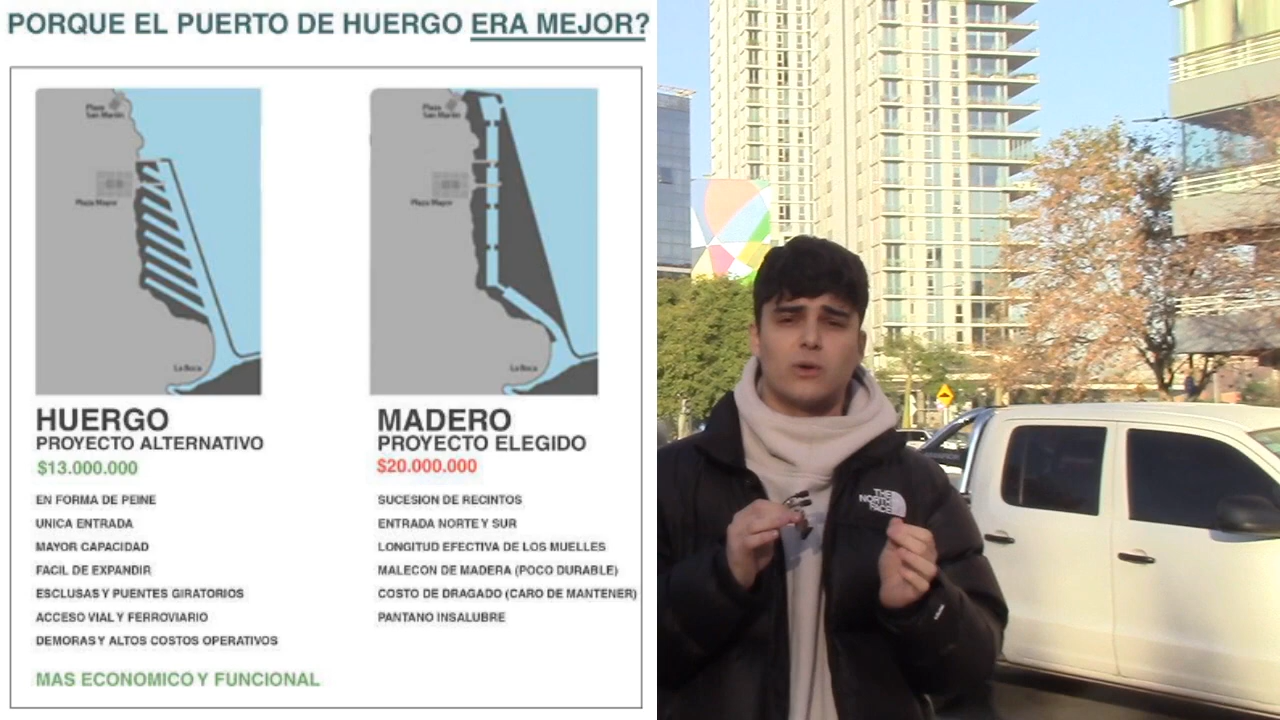 PORQUE EL PUERTO DE HUERGO ERA MEJOR?
Plaza
San Martín
Plaza Mayor
La Boca
Plaza
San Martín
Plaza Mayor
La Boca
HUERGO
PROYECTO ALTERNATIVO
$13.000.000
EN FORMA DE PEINE
UNICA ENTRADA
MAYOR CAPACIDAD
FACIL DE EXPANDIR
ESCLUSAS Y PUENTES GIRATORIOS
ACCESO VIAL Y FERROVIARIO
DEMORAS Y ALTOS COSTOS OPERATIVOS
MAS ECONOMICO Y FUNCIONAL
MADERO
PROYECTO ELEGIDO
$20.000.000
SUCESION DE RECINTOS
ENTRADA NORTE Y SUR
LONGITUD EFECTIVA DE LOS MUELLES
MALECON DE MADERA (POCO DURABLE)
COSTO DE DRAGADO (CARO DE MANTENER)
PANTANO INSALUBRE
THE
NORTH
FACE